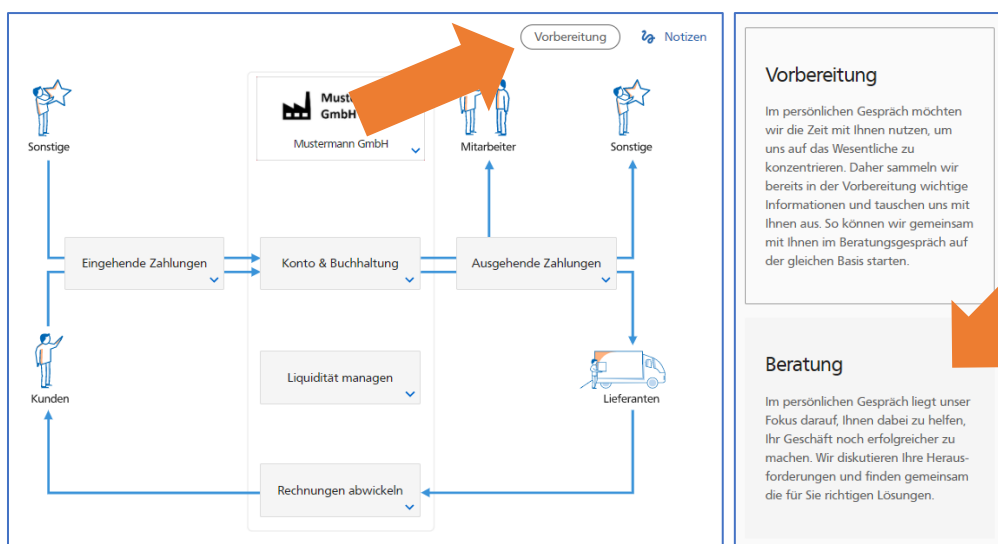 Vorbereitung
Notizen
GmbH
Mustermann GmbH
Sonstige
Mitarbeiter
Sonstige
Eingehende Zahlungen
Konto & Buchhaltung
Ausgehende Zahlungen
Liquidität managen
Kunden
Lieferanten
Rechnungen abwickeln
Vorbereitung
Im persönlichen Gespräch möchten
wir die Zeit mit Ihnen nutzen, um
uns auf das Wesentliche zu
konzentrieren. Daher sammeln wir
bereits in der Vorbereitung wichtige
Informationen und tauschen uns mit
Ihnen aus. So können wir gemeinsam
mit Ihnen im Beratungsgespräch auf
der gleichen Basis starten.
Beratung
Im persönlichen Gespräch liegt unser
Fokus darauf, Ihnen dabei zu helfen,
Ihr Geschäft noch erfolgreicher zu
machen. Wir diskutieren Ihre Heraus-
forderungen und finden gemeinsam
die für Sie richtigen Lösungen.